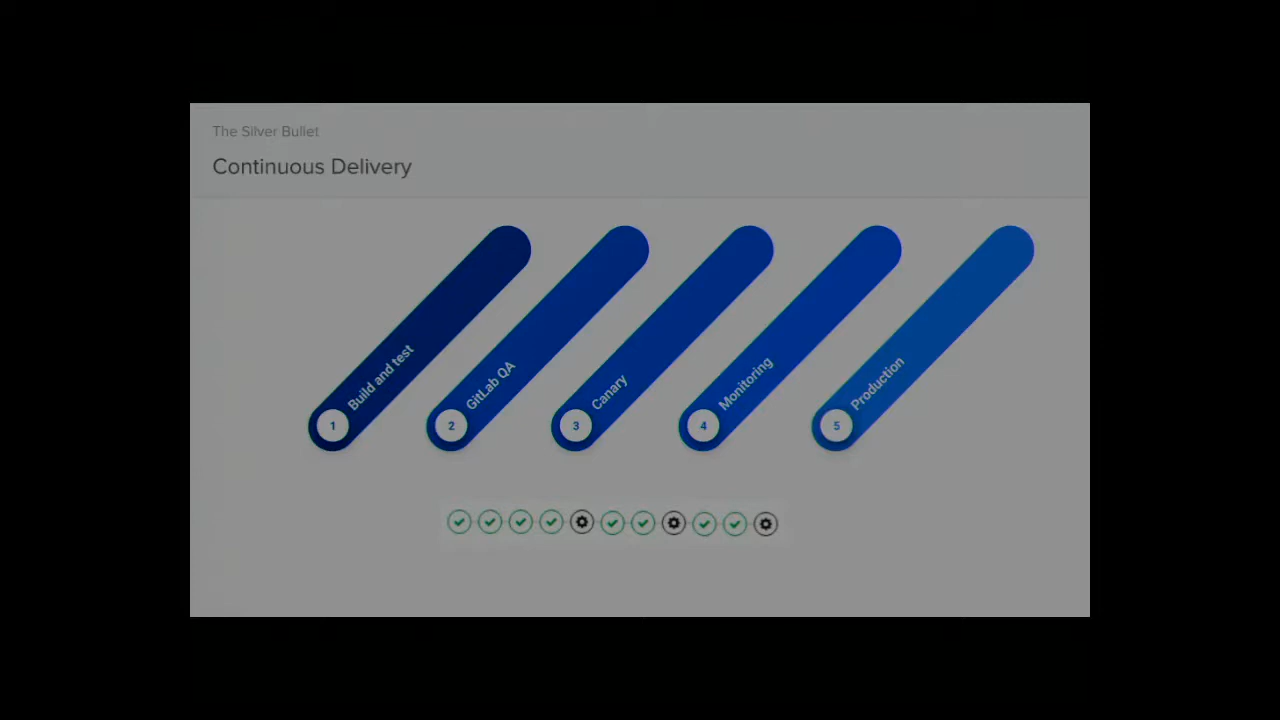 The Silver Bullet
Continuous Delivery
1 Build and test
2 GitLab QA
3 Canary
4 Monitoring
5 Production